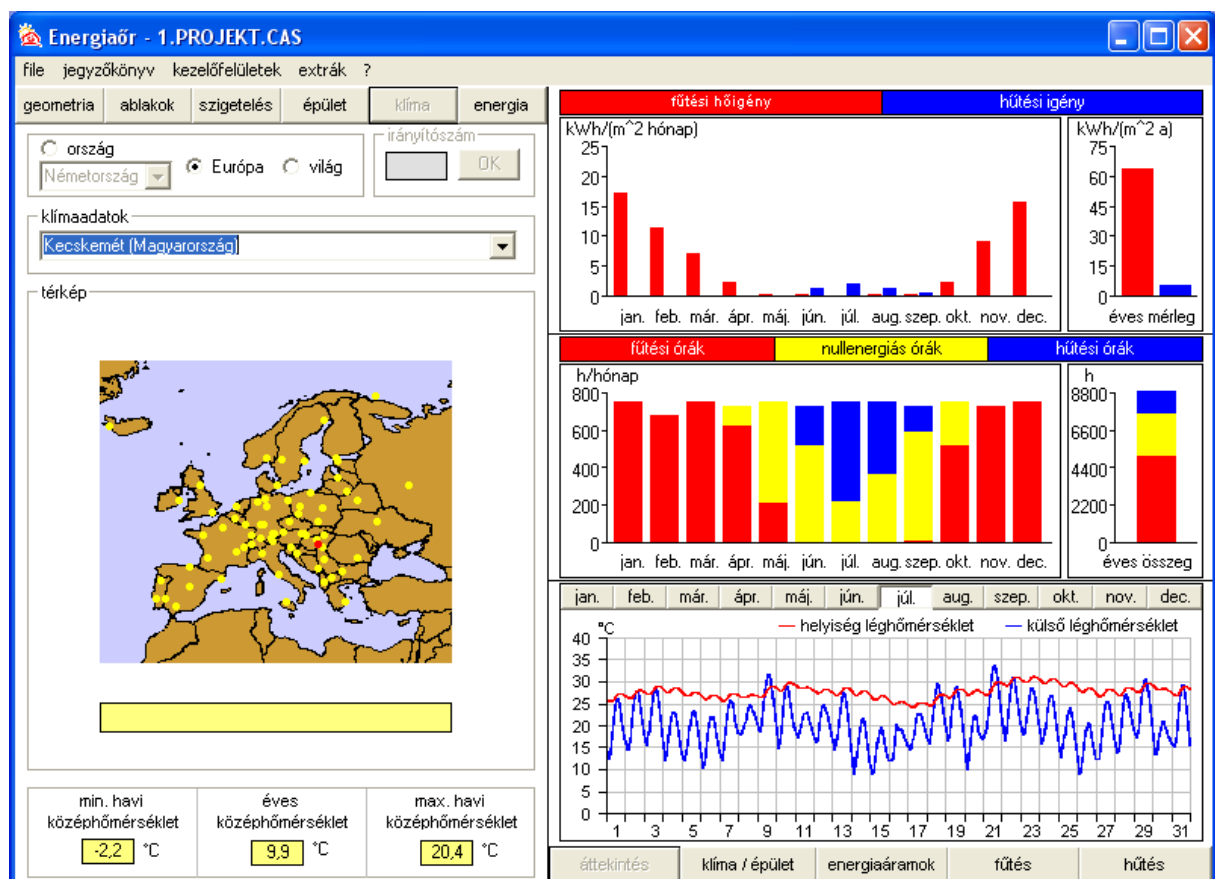 Energiaőr - 1.PROJEKT.CAS
file jegyzőkönyv kezelőfelületek extrák ?
geometria ablakok szigetelés épület klíma energia
ország
Németország
Európa
világ
irányítószám
OK
klímaadatok
Kecskemét (Magyarország)
térkép
min. havi középhőmérséklet
-2,2 °C
éves középhőmérséklet
9,9 °C
max. havi középhőmérséklet
20,4 °C
fűtési hőigény hűtési igény
kWh/(m^2 hónap)
25
20
15
10
5
0
jan. feb. már. ápr. máj. jún. júl. aug. szep. okt. nov. dec.
kWh/(m^2 a)
75
60
45
30
15
0
éves mérleg
fűtési órák nullenergiás órák hűtési órák
h/hónap
800
600
400
200
0
jan. feb. már. ápr. máj. jún. júl. aug. szep. okt. nov. dec.
h
8800
6600
4400
2200
0
éves összeg
jan. feb. már. ápr. máj. jún. júl. aug. szep. okt. nov. dec.
°C
helyiség léghőmérséklet külső léghőmérséklet
40
35
30
25
20
15
10
5
0
1 3 5 7 9 11 13 15 17 19 21 23 25 27 29 31
áttekintés klíma / épület energiaáramok fűtés hűtés